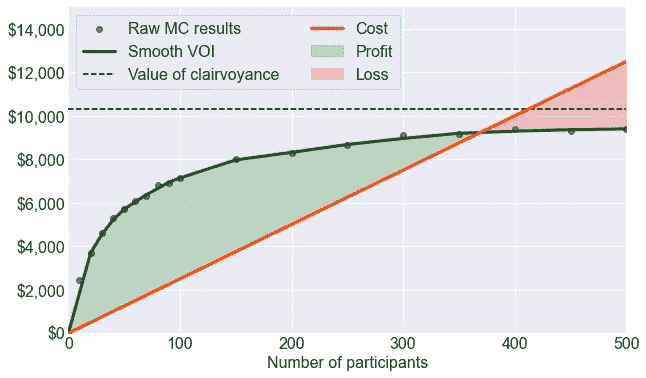 $14,000
$12,000
$10,000
$8,000
$6,000
$4,000
$2,000
$0
Raw MC results
Smooth VOI
Value of clairvoyance
Cost
Profit
Loss
0 100 200 300 400 500
Number of participants